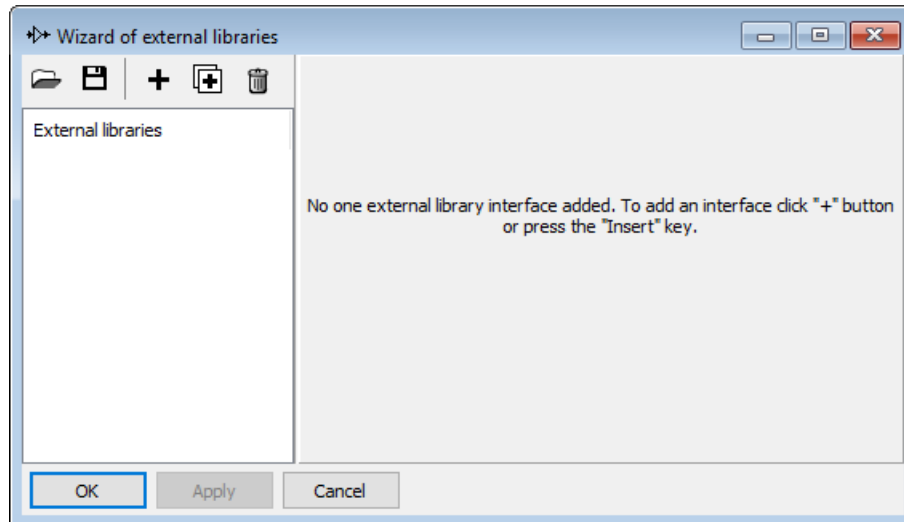 Wizard of external libraries
External libraries
No one external library interface added. To add an interface click "+" button
or press the "Insert" key.
OK
Apply
Cancel